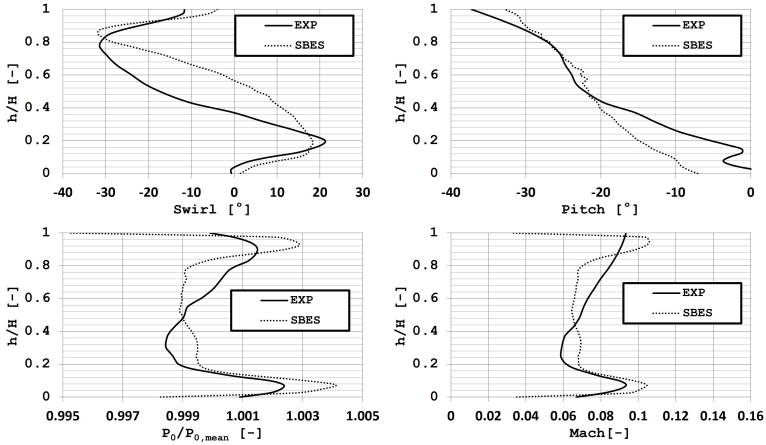 h/H [-]
1
0.8
0.6
0.4
0.2
0
EXP
SBES
-40 -30 -20 -10 0 10 20 30
Swirl [°]
h/H [-]
1
0.8
0.6
0.4
0.2
0
EXP
SBES
-40 -30 -20 -10 0
Pitch [°]
h/H [-]
1
0.8
0.6
0.4
0.2
0
EXP
SBES
0.995 0.997 0.999 1.001 1.003 1.005
P0/P0,mean [-]
h/H [-]
1
0.8
0.6
0.4
0.2
0
EXP
SBES
0 0.02 0.04 0.06 0.08 0.1 0.12 0.14 0.16
Mach[-]